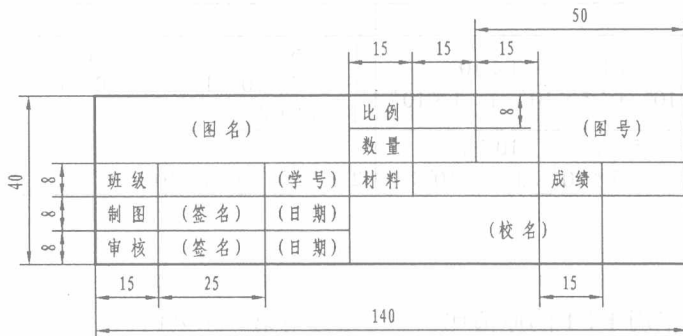 50
15 15 15
(图名) 比例 8 (图号)
数量
40 8 班级 (学号) 材料 成绩
8 制图 (签名) (日期) (校名)
8 审核 (签名) (日期)
15 25 15
140